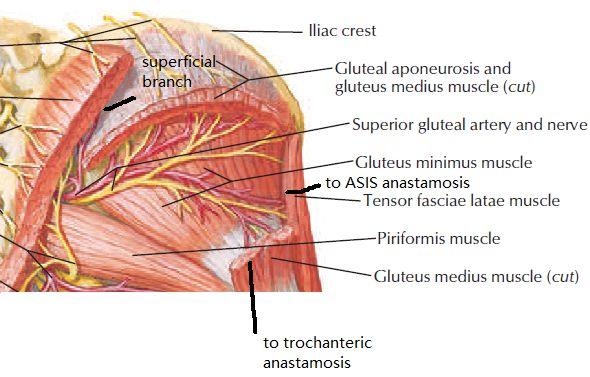 Iliac crest
superficial
branch
Gluteal aponeurosis and
gluteus medius muscle (cut)
Superior gluteal artery and nerve
Gluteus minimus muscle
to ASIS anastamosis
Tensor fasciae latae muscle
Piriformis muscle
Gluteus medius muscle (cut)
to trochanteric
anastamosis